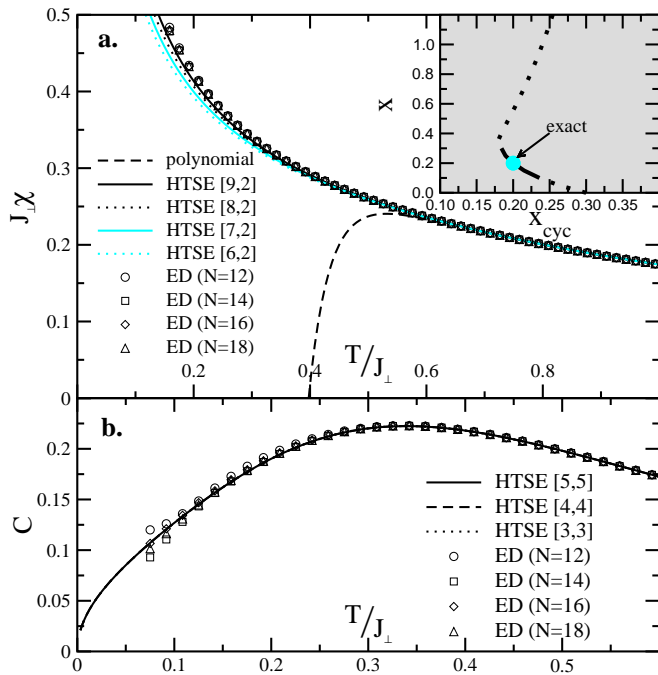 a.
0.5
0.4
0.3
0.2
0.1
0
J⊥χ
polynomial
HTSE [9,2]
HTSE [8,2]
HTSE [7,2]
HTSE [6,2]
ED (N=12)
ED (N=14)
ED (N=16)
ED (N=18)
1.0
0.8
0.6
0.4
0.2
0.0
x
exact
0.10 0.15 0.20 0.25 0.30 0.35
x_cyc
0.2 0.4 T/J⊥ 0.6 0.8
b.
0.2
0.15
0.1
0.05
0
C
HTSE [5,5]
HTSE [4,4]
HTSE [3,3]
ED (N=12)
ED (N=14)
ED (N=16)
ED (N=18)
T/J⊥
0 0.1 0.2 0.3 0.4 0.5